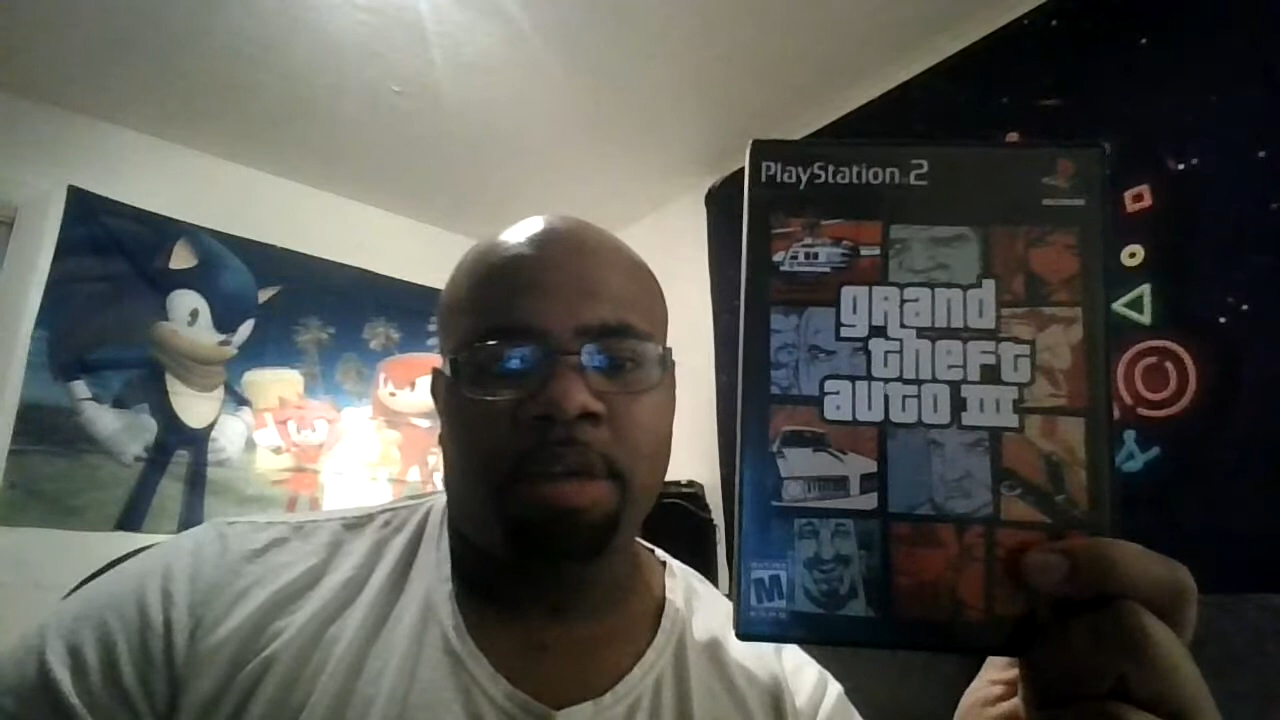 PlayStation 2
grand
theft
auto III
M